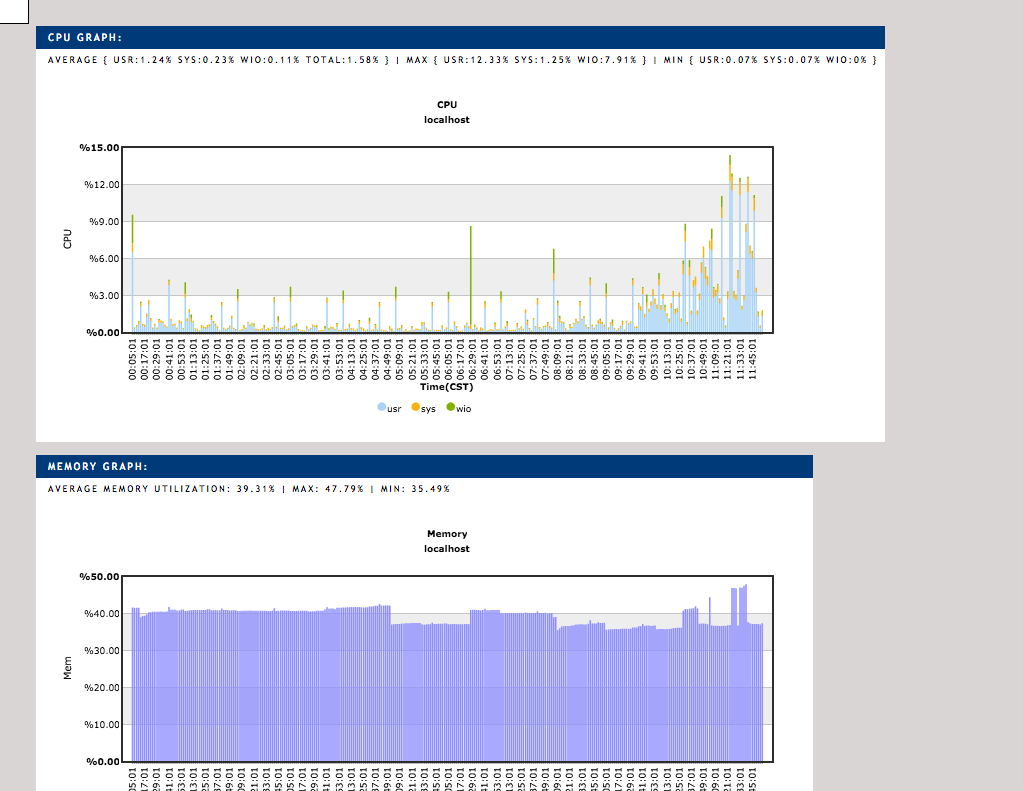 CPU GRAPH:
AVERAGE { USR:1.24% SYS:0.23% WIO:0.11% TOTAL:1.58% } | MAX { USR:12.33% SYS:1.25% WIO:7.91% } | MIN { USR:0.07% SYS:0.07% WIO:0% }
CPU
localhost
%15.00
%12.00
%9.00
%6.00
%3.00
%0.00
CPU
00:05:01 00:17:01 00:29:01 00:41:01 00:53:01 01:13:01 01:25:01 01:37:01 01:49:01 02:09:01 02:21:01 02:33:01 02:45:01 03:05:01 03:17:01 03:29:01 03:41:01 03:53:01 04:13:01 04:25:01 04:37:01 04:49:01 05:09:01 05:21:01 05:33:01 05:45:01 06:05:01 06:17:01 06:29:01 06:41:01 06:53:01 07:13:01 07:25:01 07:37:01 07:49:01 08:09:01 08:21:01 08:33:01 08:45:01 09:05:01 09:17:01 09:29:01 09:41:01 09:53:01 10:13:01 10:25:01 10:37:01 10:49:01 11:09:01 11:21:01 11:33:01 11:45:01
Time(CST)
usr sys wio
MEMORY GRAPH:
AVERAGE MEMORY UTILIZATION: 39.31% | MAX: 47.79% | MIN: 35.49%
Memory
localhost
%50.00
%40.00
%30.00
%20.00
%10.00
%0.00
Mem